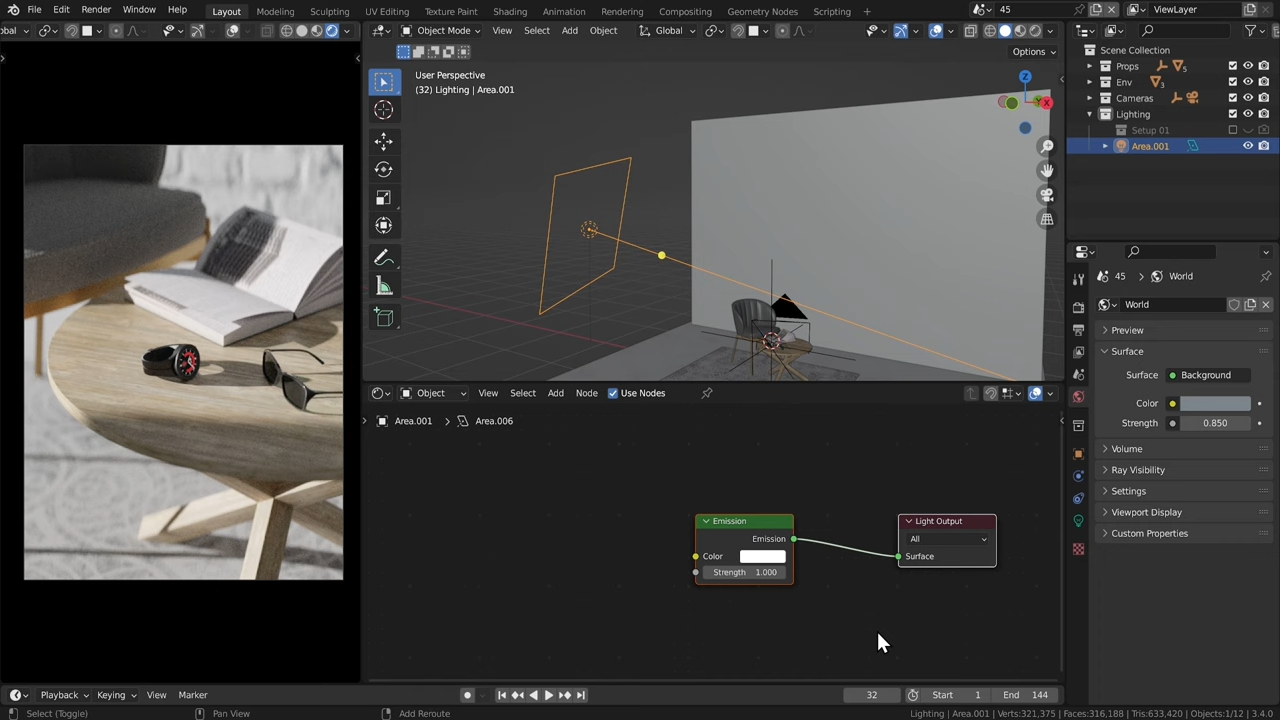 File Edit Render Window Help Layout Modeling Sculpting UV Editing Texture Paint Shading Animation Rendering Compositing Geometry Nodes Scripting + 45 ViewLayer
obal Object Mode View Select Add Object Global
Options
User Perspective
(32) Lighting | Area.001
Z
Y
X
Scene Collection
Props 5
Env 3
Cameras
Lighting
Setup 01
Area.001
45 World
World
Preview
Surface
Surface Background
Color
Strength 0.850
Volume
Ray Visibility
Settings
Viewport Display
Custom Properties
Object View Select Add Node Use Nodes
Area.001 Area.006
Emission
Emission
Color
Strength 1.000
Light Output
All
Surface
Playback Keying View Marker 32 Start 1 End 144
Select (Toggle) Pan View Add Reroute Lighting | Area.001 | Verts:321,375 | Faces:316,188 | Tris:633,420 | Objects:1/12 | 3.4.0